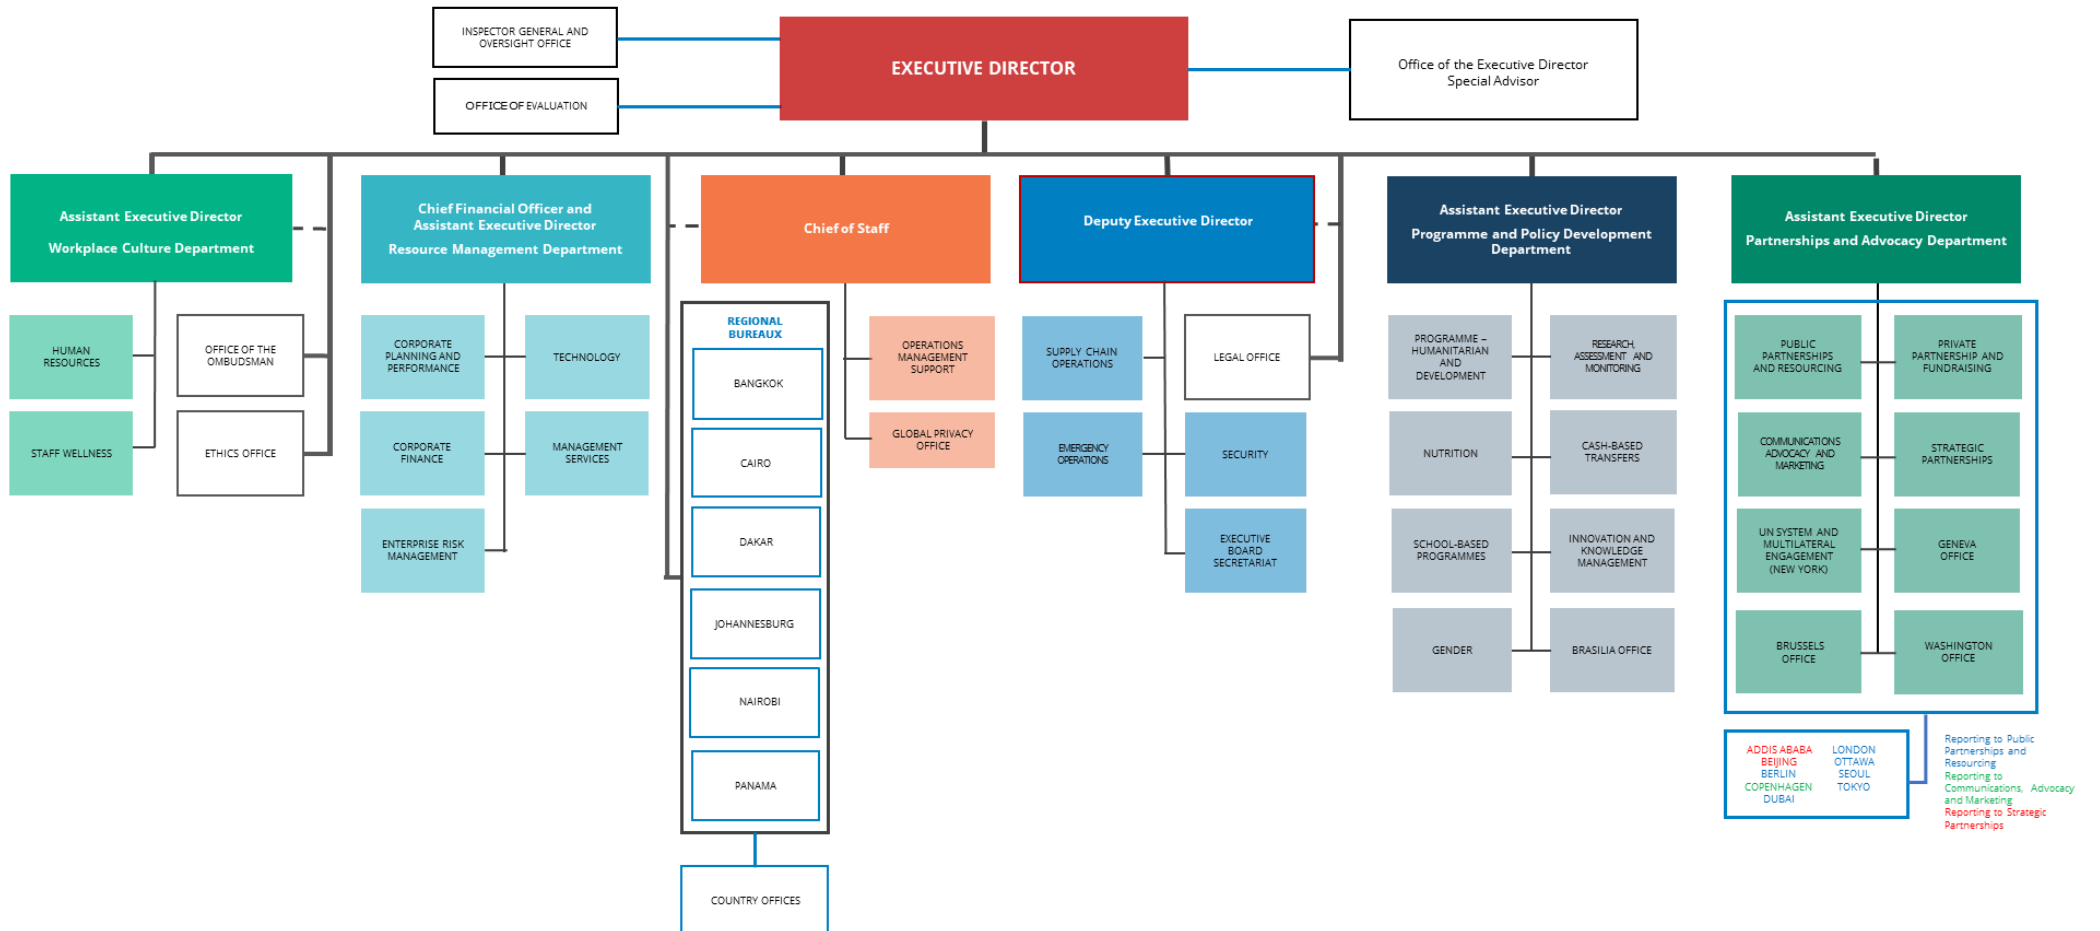 INSPECTOR GENERAL AND
OVERSIGHT OFFICE
OFFICE OF EVALUATION
EXECUTIVE DIRECTOR
Office of the Executive Director
Special Advisor
Assistant Executive Director
Workplace Culture Department
Chief Financial Officer and
Assistant Executive Director
Resource Management Department
Chief of Staff
Deputy Executive Director
Assistant Executive Director
Programme and Policy Development
Department
Assistant Executive Director
Partnerships and Advocacy Department
HUMAN
RESOURCES
OFFICE OF THE
OMBUDSMAN
STAFF WELLNESS
ETHICS OFFICE
CORPORATE
PLANNING AND
PERFORMANCE
TECHNOLOGY
CORPORATE
FINANCE
MANAGEMENT
SERVICES
ENTERPRISE RISK
MANAGEMENT
REGIONAL
BUREAUX
BANGKOK
CAIRO
DAKAR
JOHANNESBURG
NAIROBI
PANAMA
COUNTRY OFFICES
OPERATIONS
MANAGEMENT
SUPPORT
GLOBAL PRIVACY
OFFICE
SUPPLY CHAIN
OPERATIONS
LEGAL OFFICE
EMERGENCY
OPERATIONS
SECURITY
EXECUTIVE
BOARD
SECRETARIAT
PROGRAMME –
HUMANITARIAN
AND
DEVELOPMENT
RESEARCH,
ASSESSMENT AND
MONITORING
NUTRITION
CASH-BASED
TRANSFERS
SCHOOL-BASED
PROGRAMMES
INNOVATION AND
KNOWLEDGE
MANAGEMENT
GENDER
BRASILIA OFFICE
PUBLIC
PARTNERSHIPS
AND RESOURCING
PRIVATE
PARTNERSHIP AND
FUNDRAISING
COMMUNICATIONS
ADVOCACY AND
MARKETING
STRATEGIC
PARTNERSHIPS
UN SYSTEM AND
MULTILATERAL
ENGAGEMENT
(NEW YORK)
GENEVA
OFFICE
BRUSSELS
OFFICE
WASHINGTON
OFFICE
ADDIS ABABA
BEIJING
BERLIN
COPENHAGEN
DUBAI
LONDON
OTTAWA
SEOUL
TOKYO
Reporting to Public
Partnerships and
Resourcing
Reporting to
Communications, Advocacy
and Marketing
Reporting to Strategic
Partnerships